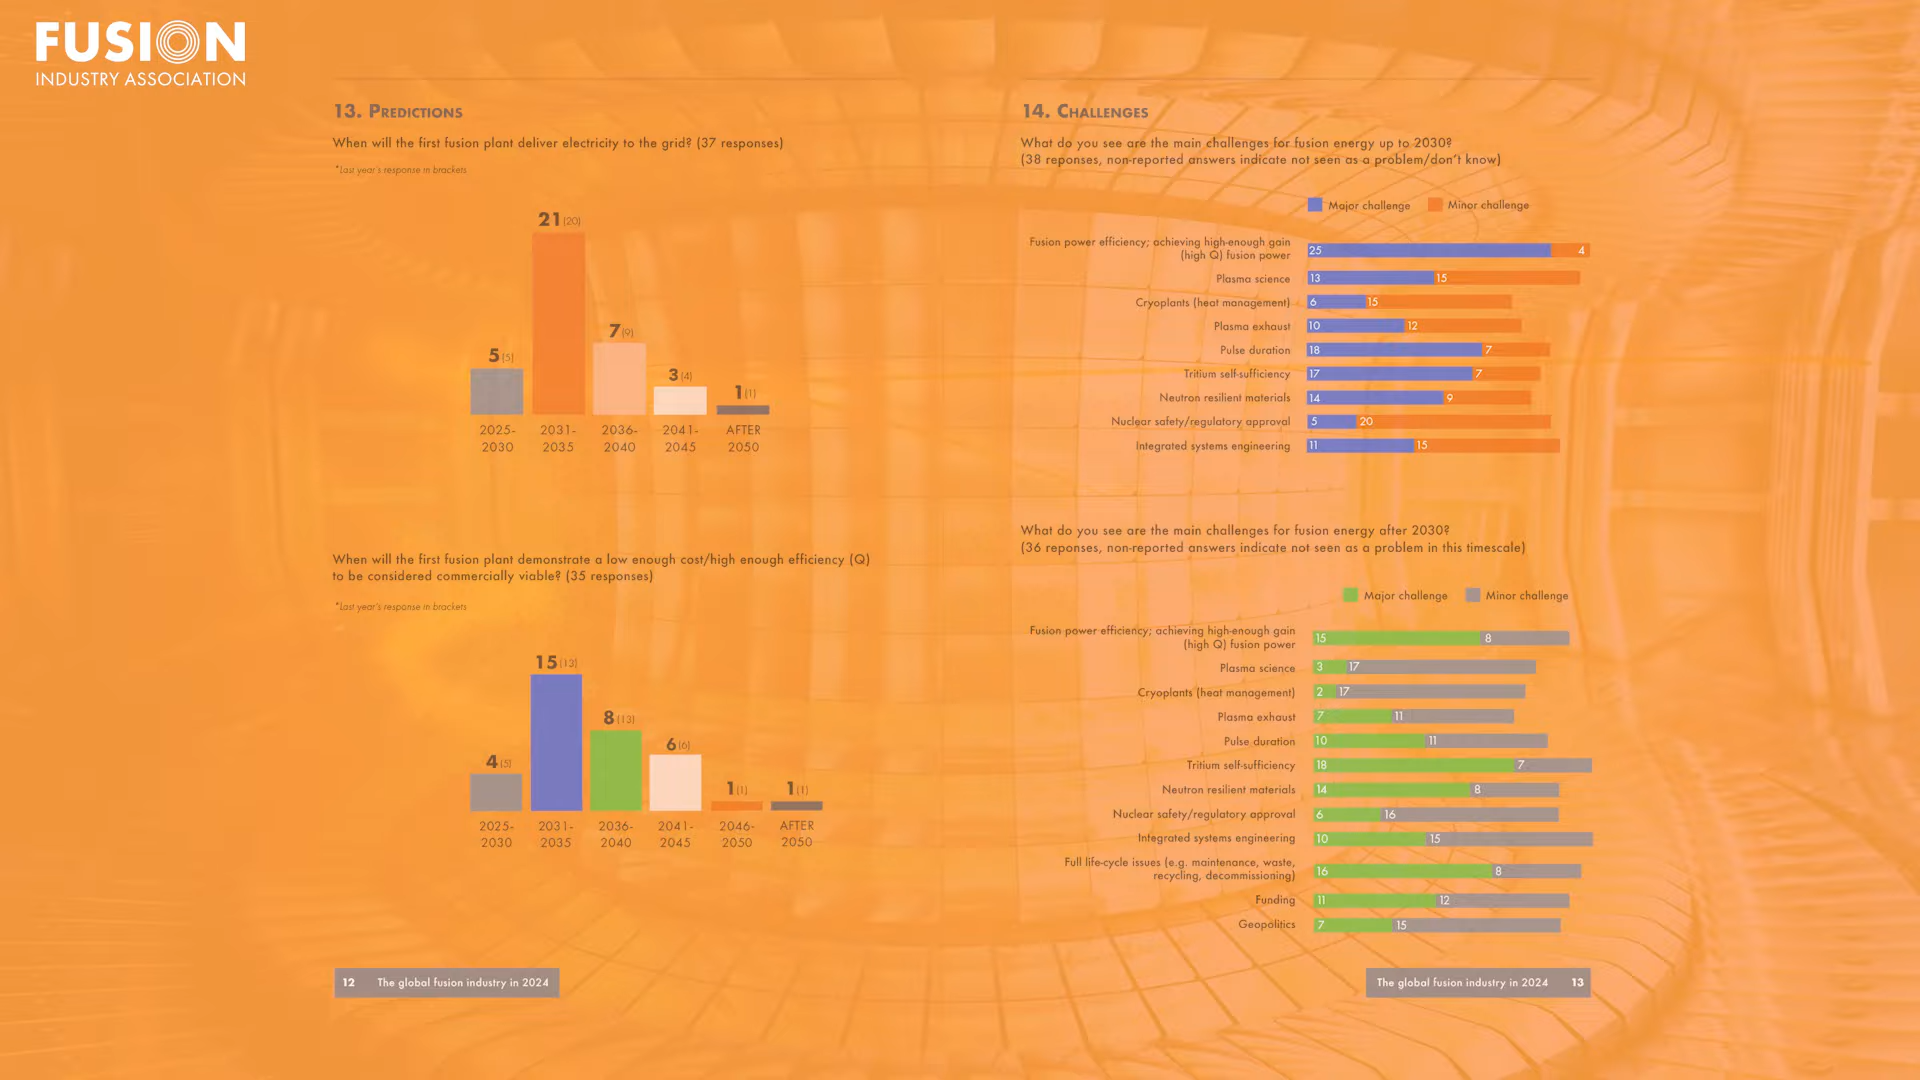 FUSION
INDUSTRY ASSOCIATION
13. PREDICTIONS
When will the first fusion plant deliver electricity to the grid? (37 responses)
*Last year's response in brackets
21 (20)
7 (9)
5 (5)
3 (4)
1 (1)
2025-
2030
2031-
2035
2036-
2040
2041-
2045
AFTER
2050
When will the first fusion plant demonstrate a low enough cost/high enough efficiency (Q)
to be considered commercially viable? (35 responses)
*Last year's response in brackets
15 (13)
8 (13)
6 (6)
4 (5)
1 (1)
1 (1)
2025-
2030
2031-
2035
2036-
2040
2041-
2045
2046-
2050
AFTER
2050
12 The global fusion industry in 2024
14. CHALLENGES
What do you see are the main challenges for fusion energy up to 2030?
(38 reponses, non-reported answers indicate not seen as a problem/don't know)
Major challenge Minor challenge
Fusion power efficiency; achieving high-enough gain
(high Q) fusion power
25 4
Plasma science 13 15
Cryoplants (heat management) 6 15
Plasma exhaust 10 12
Pulse duration 18 7
Tritium self-sufficiency 17 7
Neutron resilient materials 14 9
Nuclear safety/regulatory approval 5 20
Integrated systems engineering 11 15
What do you see are the main challenges for fusion energy after 2030?
(36 reponses, non-reported answers indicate not seen as a problem in this timescale)
Major challenge Minor challenge
Fusion power efficiency; achieving high-enough gain
(high Q) fusion power
15 8
Plasma science 3 17
Cryoplants (heat management) 2 17
Plasma exhaust 7 11
Pulse duration 10 11
Tritium self-sufficiency 18 7
Neutron resilient materials 14 8
Nuclear safety/regulatory approval 6 16
Integrated systems engineering 10 15
Full life-cycle issues (e.g. maintenance, waste,
recycling, decommissioning)
16 8
Funding 11 12
Geopolitics 7 15
The global fusion industry in 2024 13